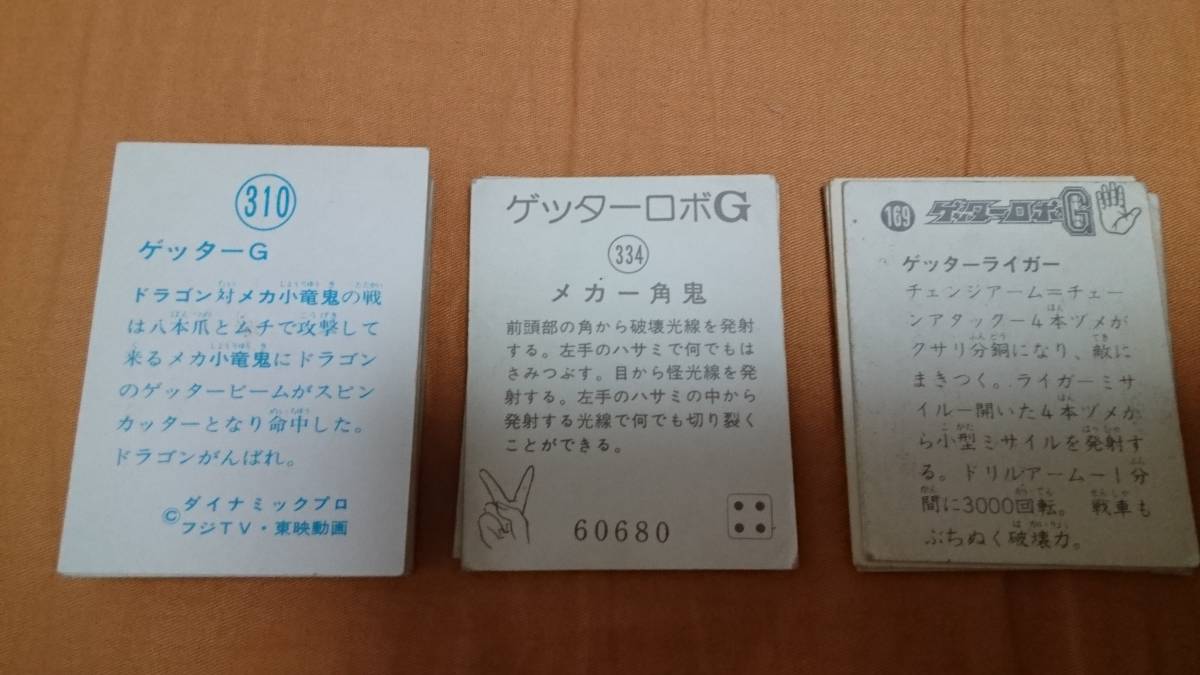 310
ゲッターG
ドラゴン対メカ小竜鬼の戦
は八本爪とムチで攻撃して
来るメカ小竜鬼にドラゴン
のゲッタービームがスピン
カッターとなり命中した。
ドラゴンがんばれ。
©ダイナミックプロ
フジTV・東映動画
ゲッターロボG
334
メカ一角鬼
前頭部の角から破壊光線を発射
する。左手のハサミで何でもは
さみつぶす。目から怪光線を発
射する。左手のハサミの中から
発射する光線で何でも切り裂く
ことができる。
60680
169
ゲッターロボG
ゲッターライガー
チェンジアーム=チェー
ンアタックー4本ヅメが
クサリ分銅になり、敵に
まきつく。ライガーミサ
イルー開いた4本ヅメか
ら小型ミサイルを発射す
る。ドリルアームー1分
間に3000回転。戦車も
ぶちぬく破壊力。